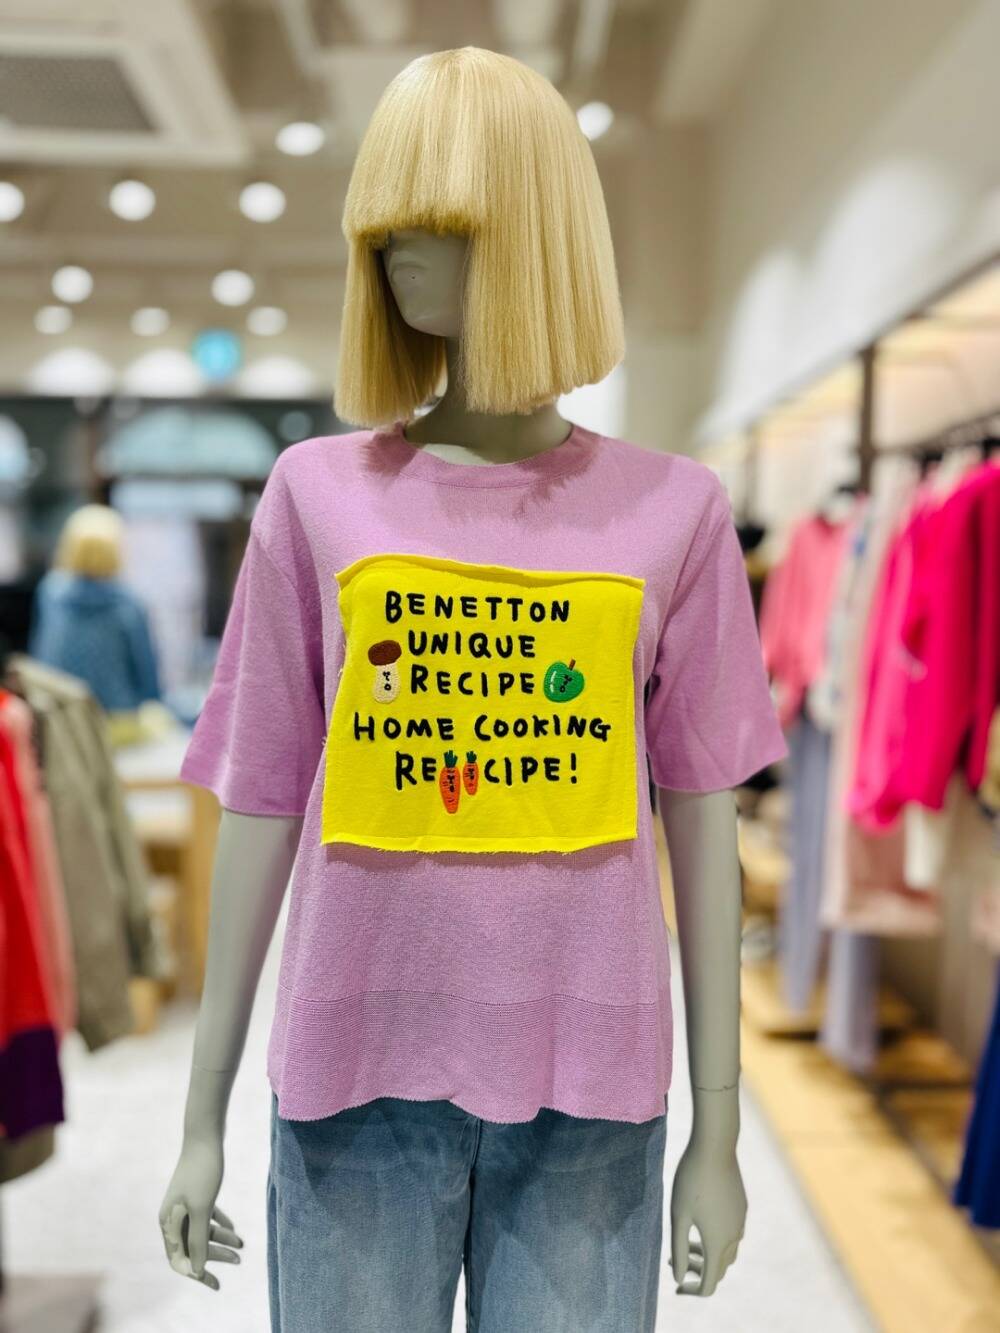 BENETTON
UNIQUE
RECIPE
HOME COOKING
RECIPE!